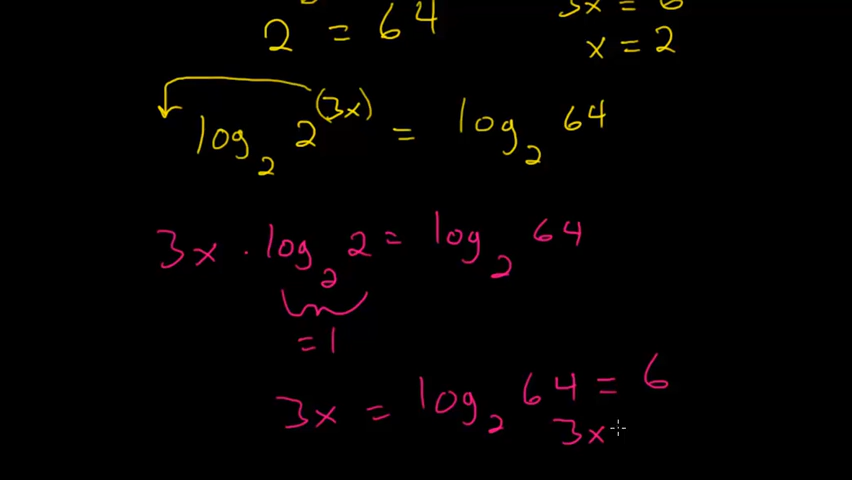 2 = 64
3x = 6
x = 2
log₂ 2^(3x) = log₂ 64
3x · log₂ 2 = log₂ 64
= 1
3x = log₂ 64 = 6
3x